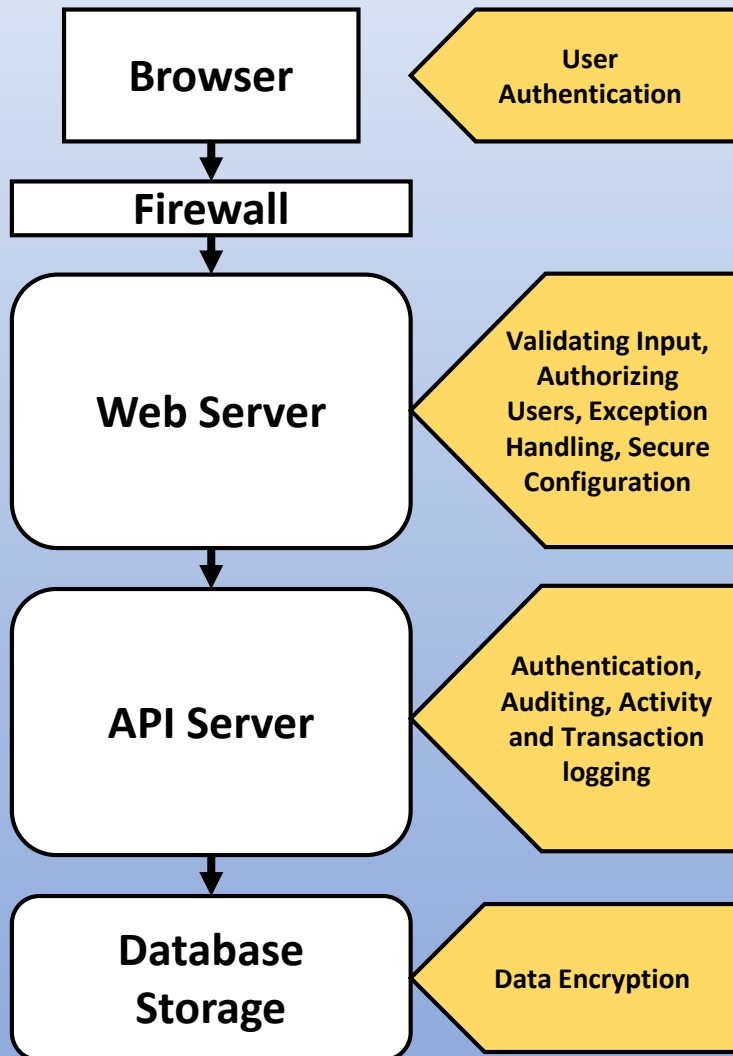 Browser
User
Authentication
Firewall
Web Server
Validating Input,
Authorizing
Users, Exception
Handling, Secure
Configuration
API Server
Authentication,
Auditing, Activity
and Transaction
logging
Database
Storage
Data Encryption